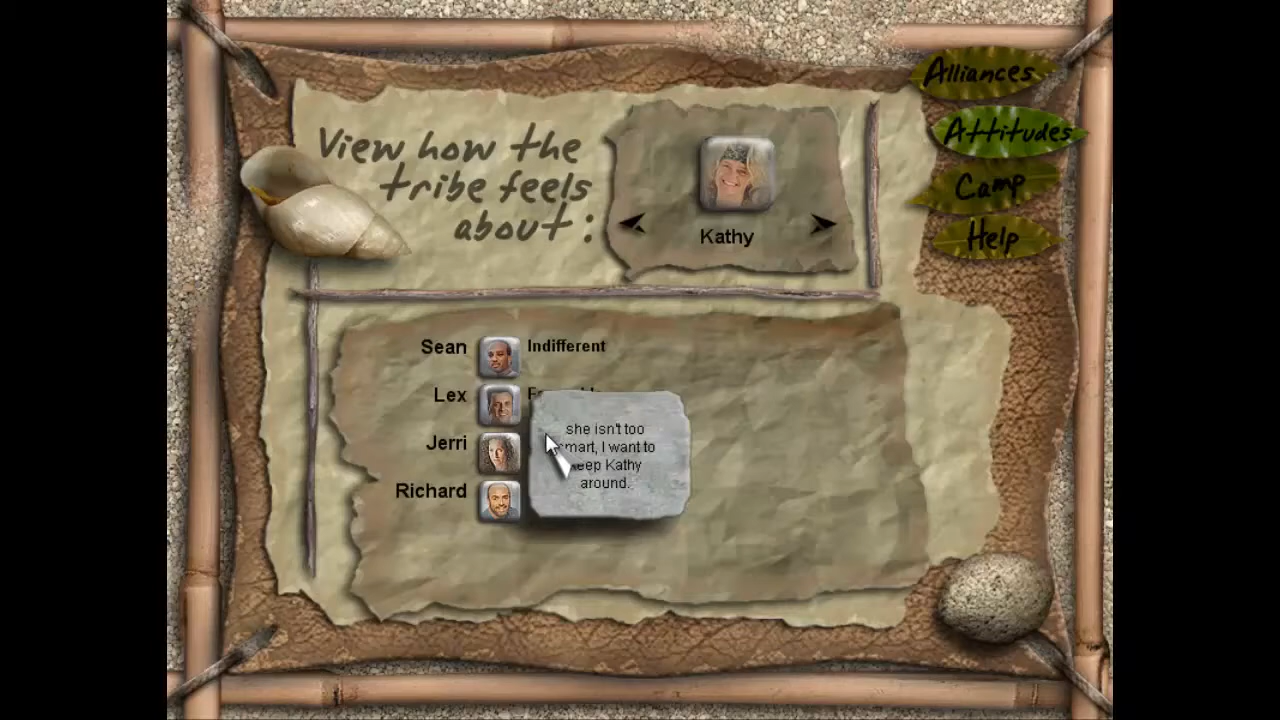 View how the
tribe feels
about:
Kathy
Alliances
Attitudes
Camp
Help
Sean Indifferent
Lex
Jerri
Richard
she isn't too
smart, I want to
keep Kathy
around.